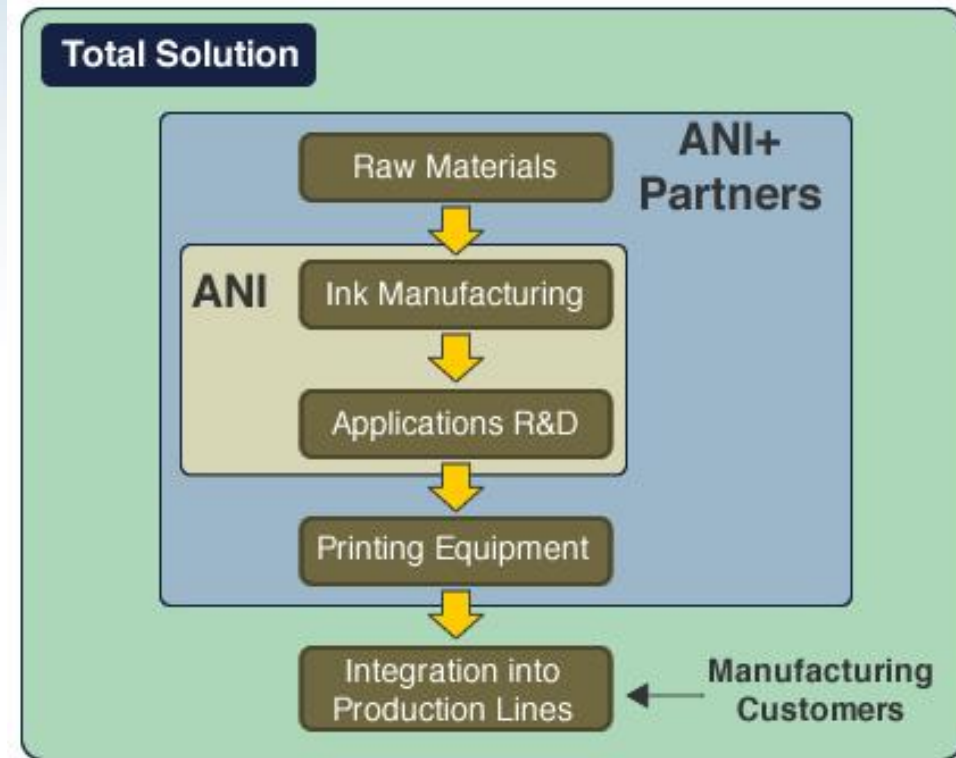 Total Solution
ANI+
Partners
Raw Materials
ANI
Ink Manufacturing
Applications R&D
Printing Equipment
Integration into
Production Lines
Manufacturing
Customers